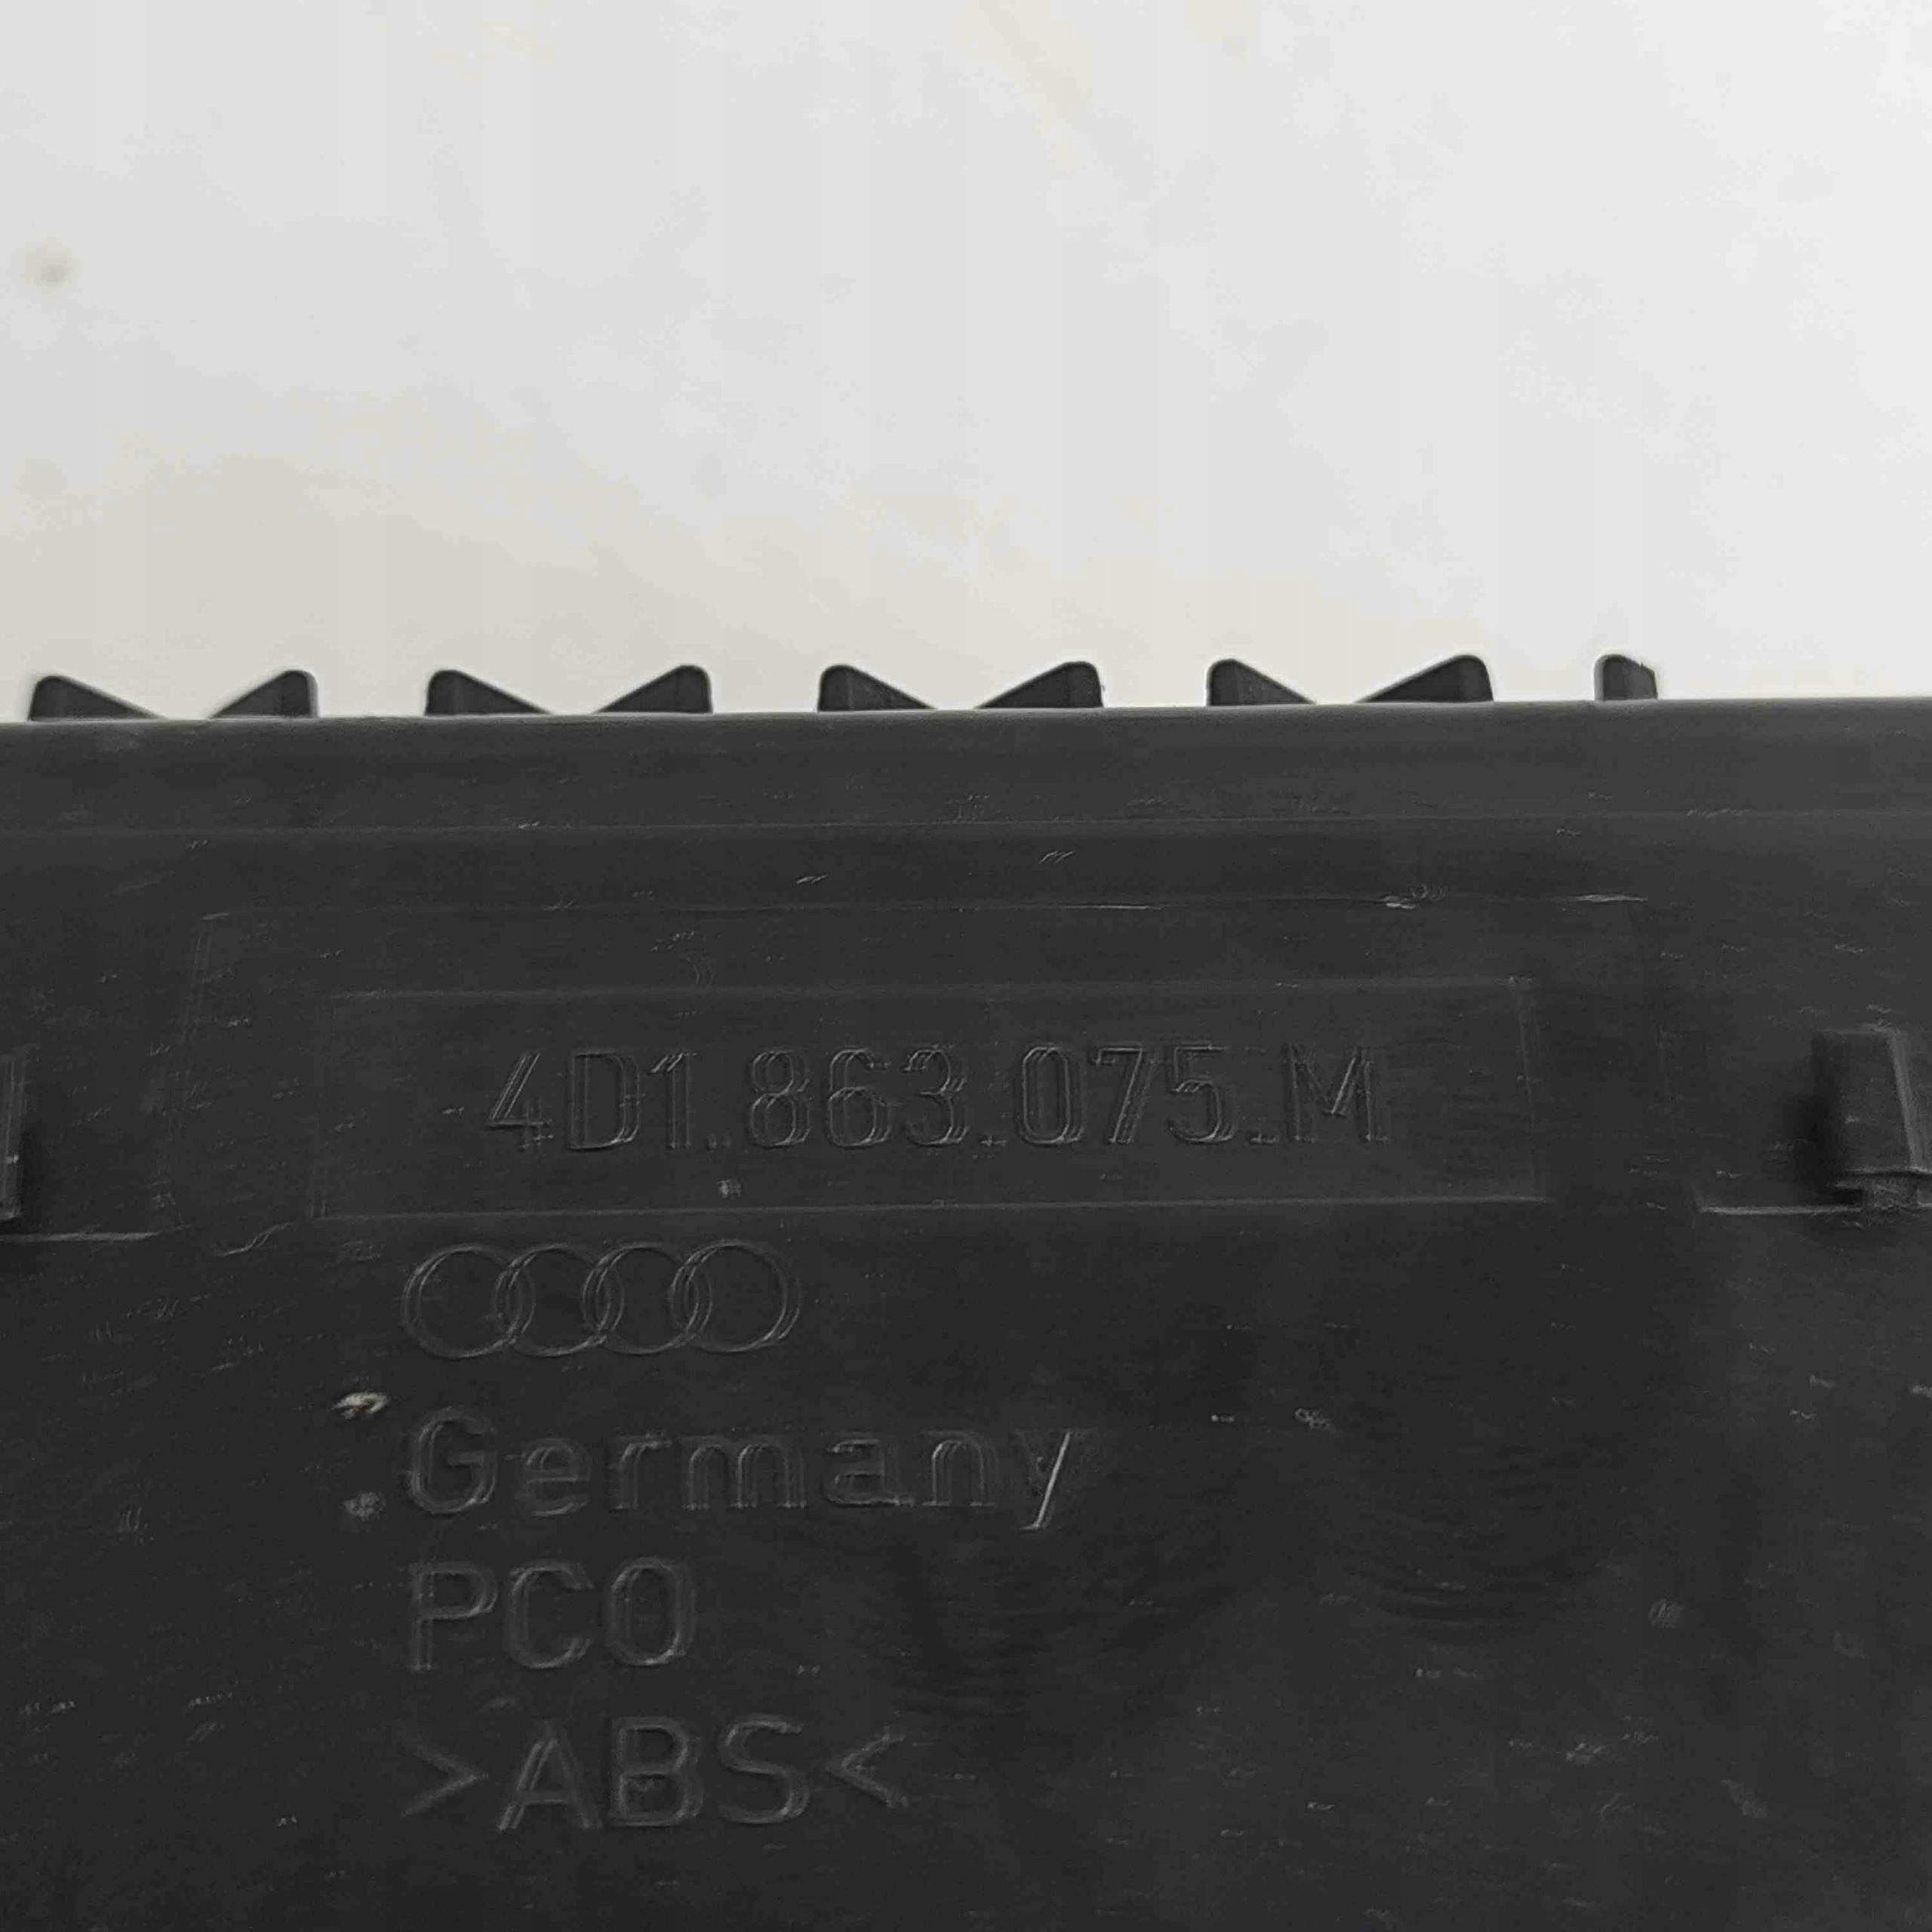 4D1.863.075.M
Germany
PCO
>ABS<